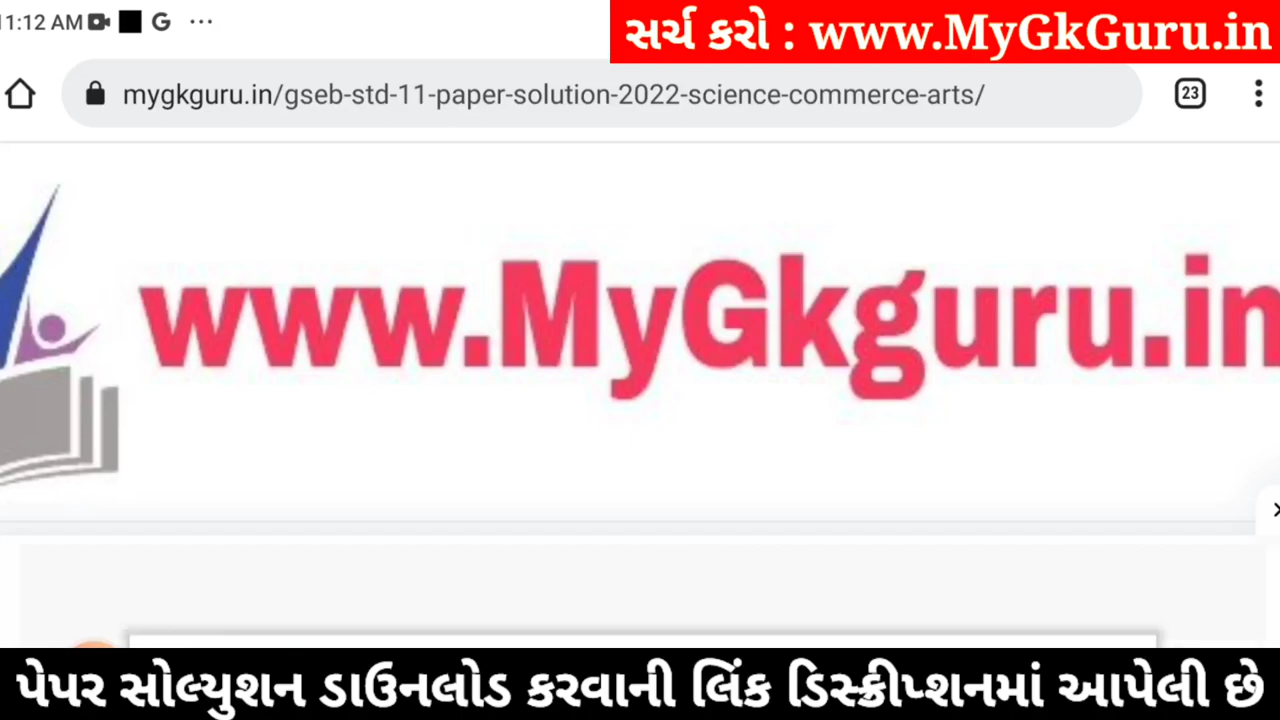 11:12 AM G ...
સર્ચ કરો : www.MyGkGuru.in
mygkguru.in/gseb-std-11-paper-solution-2022-science-commerce-arts/
23
www.MyGkguru.in
પેપર સોલ્યુશન ડાઉનલોડ કરવાની લિંક ડિસ્ક્રીપ્શનમાં આપેલી છે